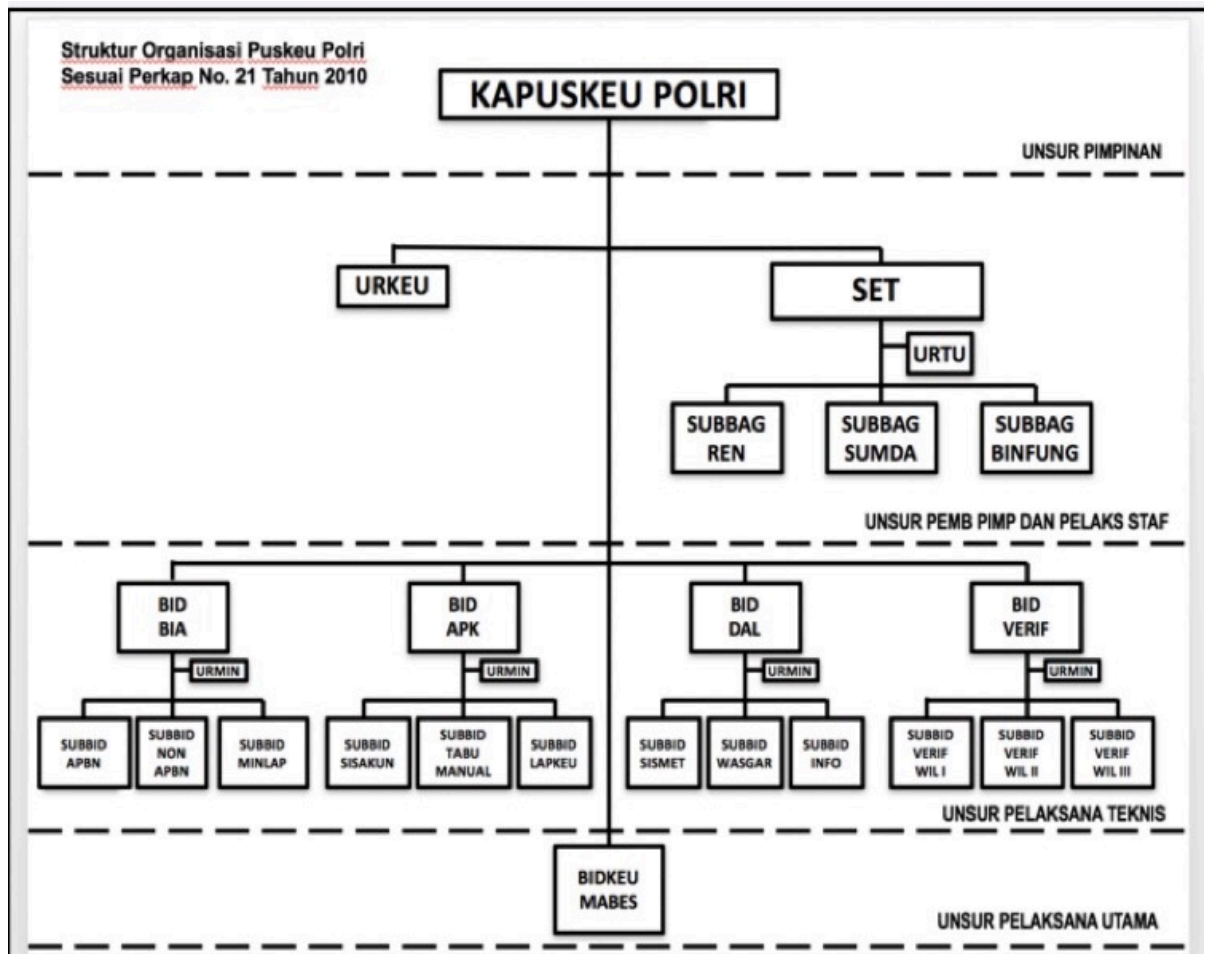 Struktur Organisasi Puskeu Polri
Sesuai Perkap No. 21 Tahun 2010
KAPUSKEU POLRI
UNSUR PIMPINAN
URKEU
SET
URTU
SUBBAG
REN
SUBBAG
SUMDA
SUBBAG
BINFUNG
UNSUR PEMB PIMP DAN PELAKS STAF
BID
BIA
BID
APK
BID
DAL
BID
VERIF
URMIN
URMIN
URMIN
URMIN
SUBBID
APBN
SUBBID
NON
APBN
SUBBID
MINLAP
SUBBID
SISAKUN
SUBBID
TABU
MANUAL
SUBBID
LAPKEU
SUBBID
SISMET
SUBBID
WASGAR
SUBBID
INFO
SUBBID
VERIF
WIL I
SUBBID
VERIF
WIL II
SUBBID
VERIF
WIL III
UNSUR PELAKSANA TEKNIS
BIDKEU
MABES
UNSUR PELAKSANA UTAMA